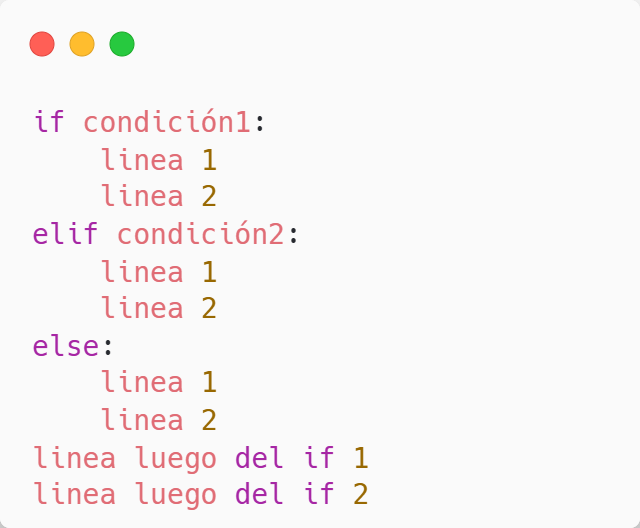 if condición1:
    linea 1
    linea 2
elif condición2:
    linea 1
    linea 2
else:
    linea 1
    linea 2
linea luego del if 1
linea luego del if 2